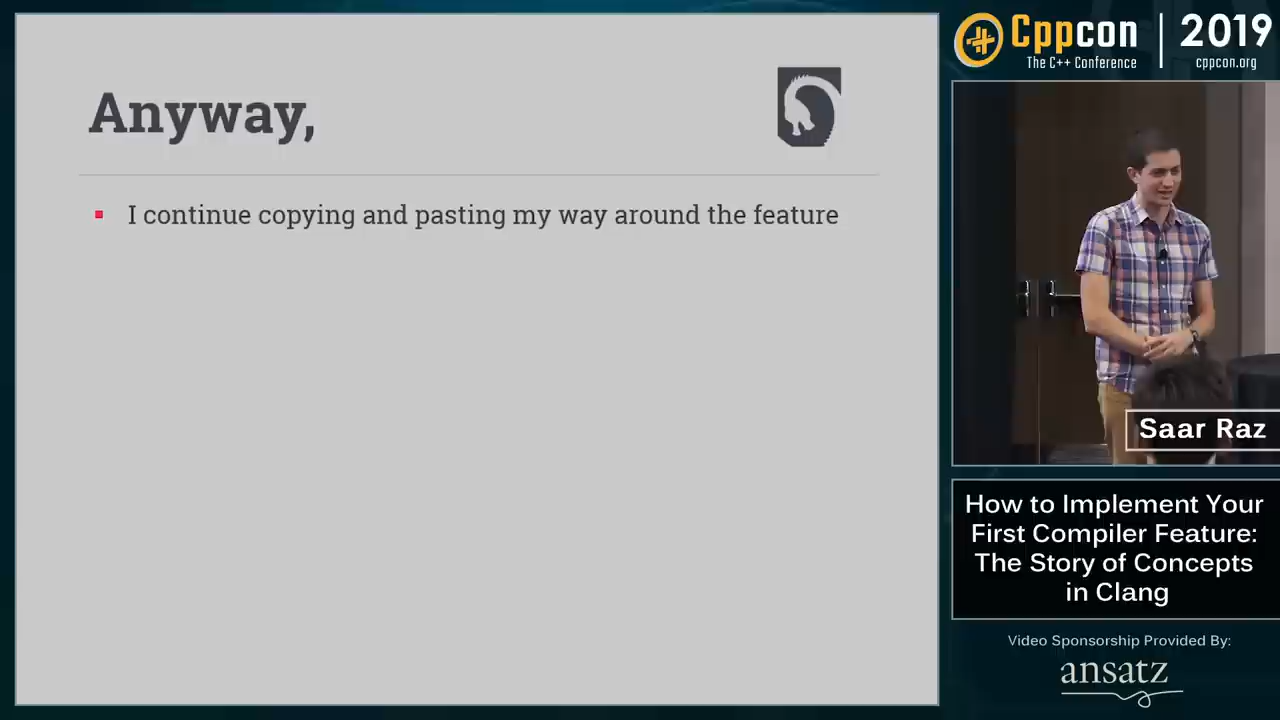 Anyway,
I continue copying and pasting my way around the feature
Cppcon | 2019
The C++ Conference
cppcon.org
Saar Raz
How to Implement Your
First Compiler Feature:
The Story of Concepts
in Clang
Video Sponsorship Provided By:
ansatz